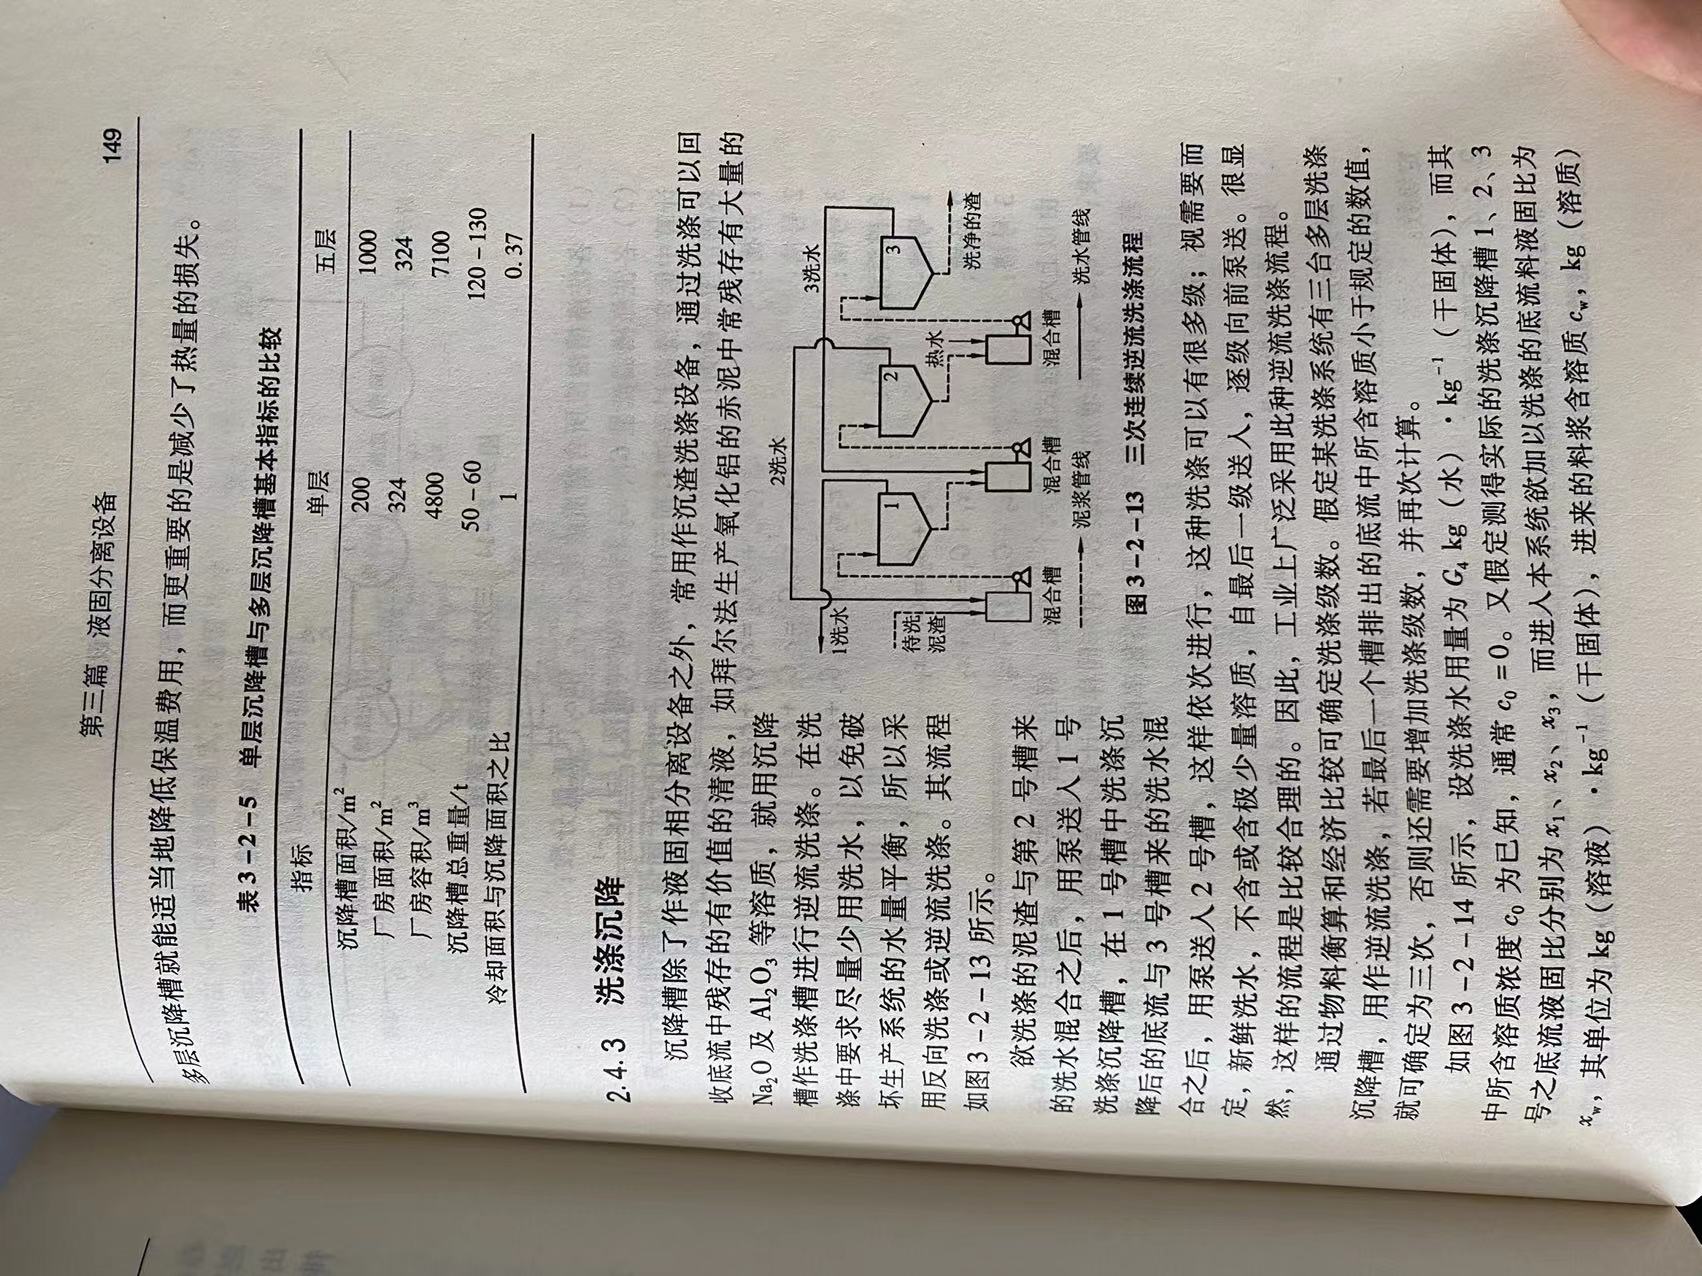 第三篇 液固分离设备 149
多层沉降槽就能适当地降低保温费用，而更重要的是减少了热量的损失。
表 3-2-5 单层沉降槽与多层沉降槽基本指标的比较
指标 单层 五层
沉降槽面积/m² 200 1000
厂房面积/m² 324 324
厂房容积/m³ 4800 7100
沉降槽总重量/t 50-60 120-130
冷却面积与沉降面积之比 1 0.37
2.4.3 洗涤沉降
沉降槽除了作液固相分离设备之外，常用作沉渣洗涤设备，通过洗涤可以回
收底流中残存的有价值的清液，如拜尔法生产氧化铝的赤泥中常残存有大量的
Na₂O 及 Al₂O₃ 等溶质，就用沉降
槽作洗涤槽进行逆流洗涤。在洗
涤中要求尽量少用洗水，以免破
坏生产系统的水量平衡，所以采
用反向洗涤或逆流洗涤。其流程
如图 3-2-13 所示。
欲洗涤的泥渣与第 2 号槽来
的洗水混合之后，用泵送入 1 号
洗涤沉降槽，在 1 号槽中洗涤沉
降后的底流与 3 号槽来的洗水混
2洗水
3洗水
1洗水
1
2
3
热水
待洗
泥渣
洗净的渣
混合槽
混合槽
混合槽
泥浆管线
洗水管线
图 3-2-13 三次连续逆流洗涤流程
合之后，用泵送入 2 号槽，这样依次进行，这种洗涤可以有很多级；视需要而
定，新鲜洗水，不含或含极少量溶质，自最后一级送入，逐级向前泵送。很显
然，这样的流程是比较合理的。因此，工业上广泛采用此种逆流洗涤流程。
通过物料衡算和经济比较可确定洗涤级数。假定某洗涤系统有三台多层洗涤
沉降槽，用作逆流洗涤，若最后一个槽排出的底流中所含溶质小于规定的数值，
就可确定为三次，否则还需要增加洗涤级数，并再次计算。
如图 3-2-14 所示，设洗涤水用量为 G₄ kg（水）·kg⁻¹（干固体），而其
中所含溶质浓度 c₀ 为已知，通常 c₀ = 0。又假定测得实际的洗涤沉降槽 1、2、3
号之底流液固比分别为 x₁、x₂、x₃，而进入本系统欲加以洗涤的底流料液固比为
x_w，其单位为 kg（溶液）·kg⁻¹（干固体），进来的料浆含溶质 c_w，kg（溶质）